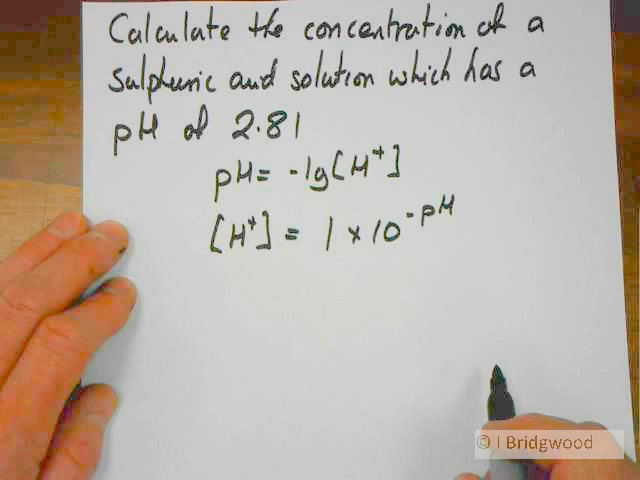 Calculate the concentration of a
Sulphuric acid solution which has a
pH of 2.81
pH = -lg[H⁺]
[H⁺] = 1 × 10⁻ᵖᴴ
© I Bridgwood